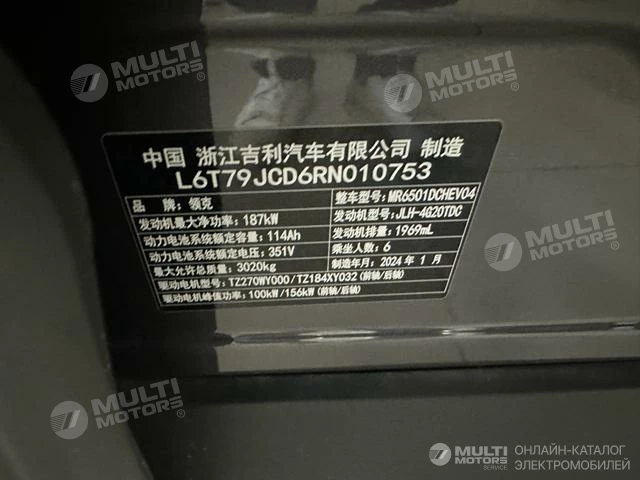 中国 浙江吉利汽车有限公司 制造
L6T79JCD6RN010753
品牌：领克 整车型号：MR6501DCHEV04
发动机最大净功率：187kW 发动机型号：JLH-4G20TDC
动力电池系统额定容量：114Ah 发动机排量：1969mL
动力电池系统额定电压：351V 乘坐人数：6
最大允许总质量：3020kg 制造年月：2024 年 1 月
驱动电机型号：TZ270WY000/TZ184XY032 (前轴/后轴)
驱动电机峰值功率：100kW/156kW (前轴/后轴)
MULTI MOTORS
MULTI MOTORS
MULTI MOTORS
MULTI MOTORS
MULTI MOTORS
MULTI SERVICE
ОНЛАЙН-КАТАЛОГ
ЭЛЕКТРОМОБИЛЕЙ